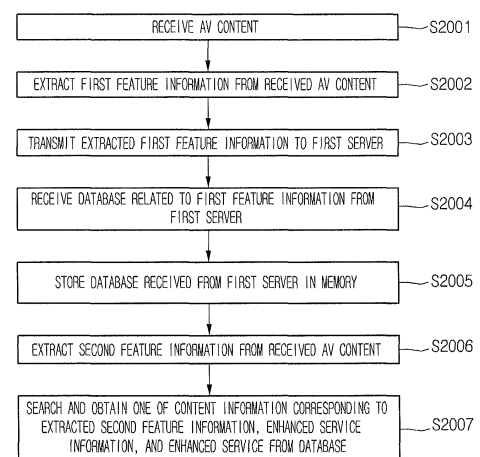 RECEIVE AV CONTENT
S2001
EXTRACT FIRST FEATURE INFORMATION FROM RECEIVED AV CONTENT
S2002
TRANSMIT EXTRACTED FIRST FEATURE INFORMATION TO FIRST SERVER
S2003
RECEIVE DATABASE RELATED TO FIRST FEATURE INFORMATION FROM
FIRST SERVER
S2004
STORE DATABASE RECEIVED FROM FIRST SERVER IN MEMORY
S2005
EXTRACT SECOND FEATURE INFORMATION FROM RECEIVED AV CONTENT
S2006
SEARCH AND OBTAIN ONE OF CONTENT INFORMATION CORRESPONDING TO
EXTRACTED SECOND FEATURE INFORMATION, ENHANCED SERVICE
INFORMATION, AND ENHANCED SERVICE FROM DATABASE
S2007